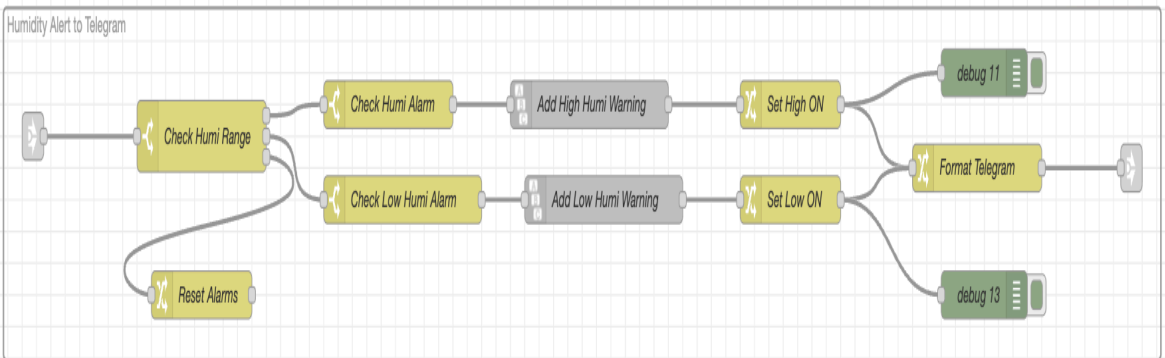 Humidity Alert to Telegram
debug 11
Check Humi Alarm
Add High Humi Warning
Set High ON
Check Humi Range
Format Telegram
Check Low Humi Alarm
Add Low Humi Warning
Set Low ON
Reset Alarms
debug 13